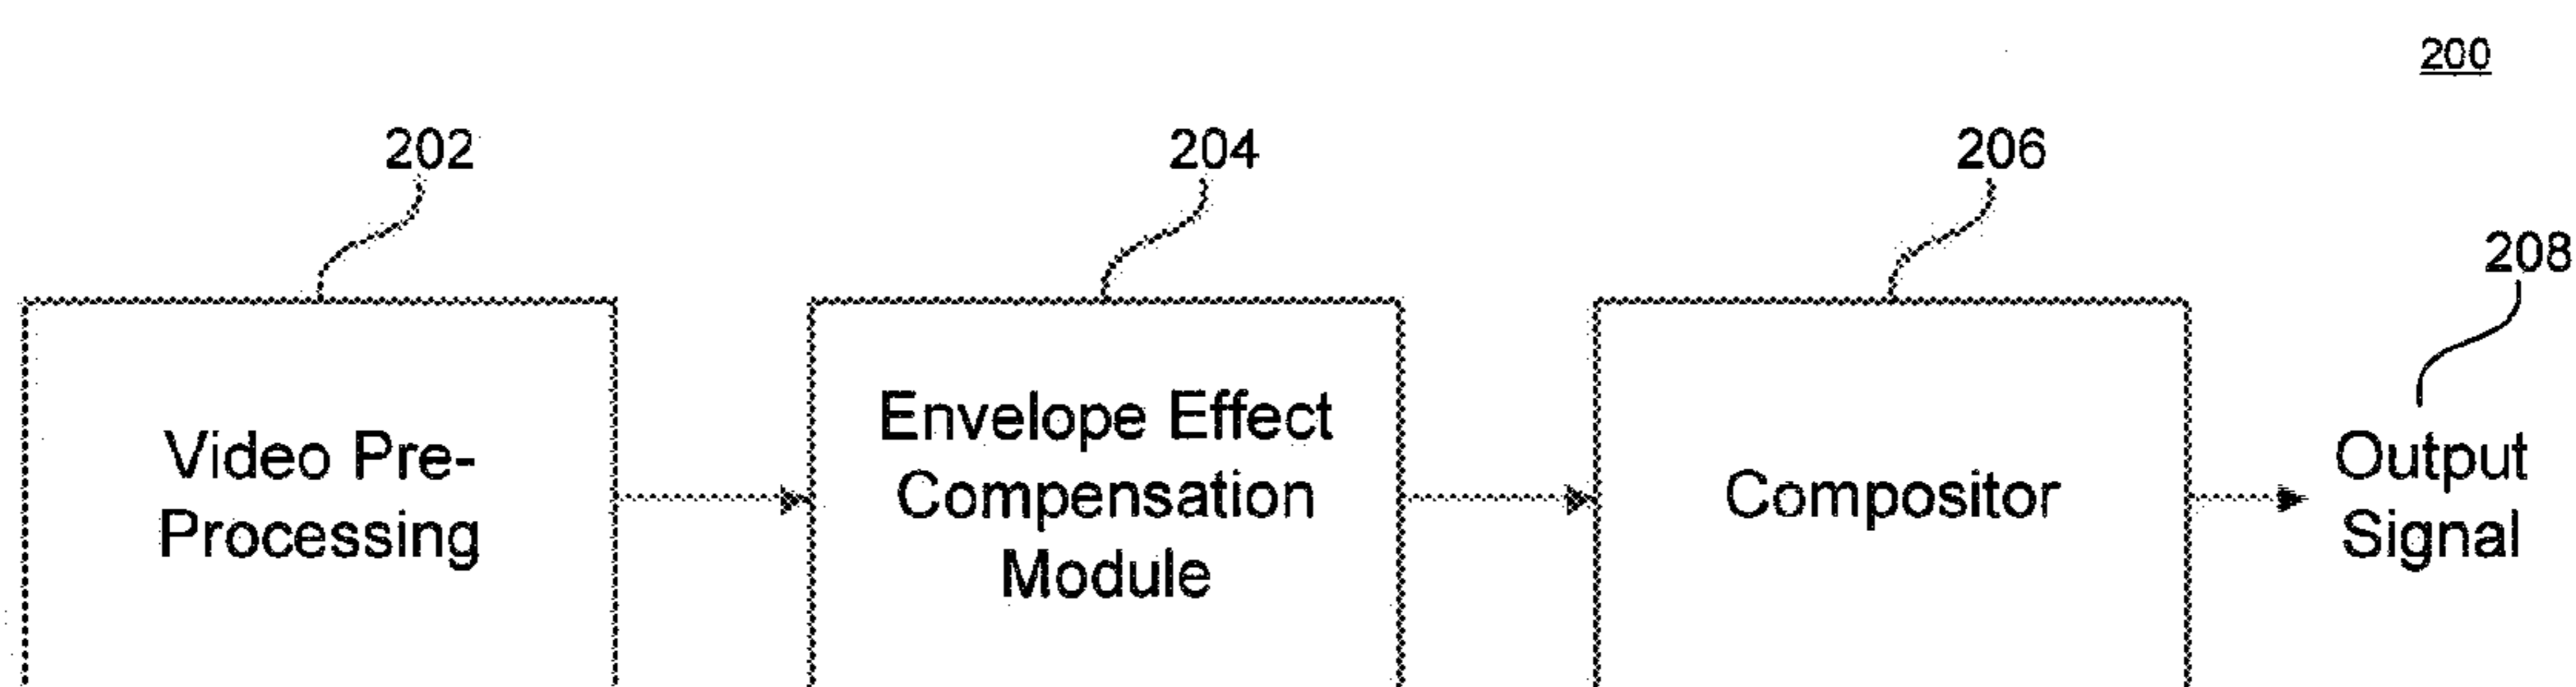 200
202
204
206
208
Video Pre-
Processing
Envelope Effect
Compensation
Module
Compositor
Output
Signal